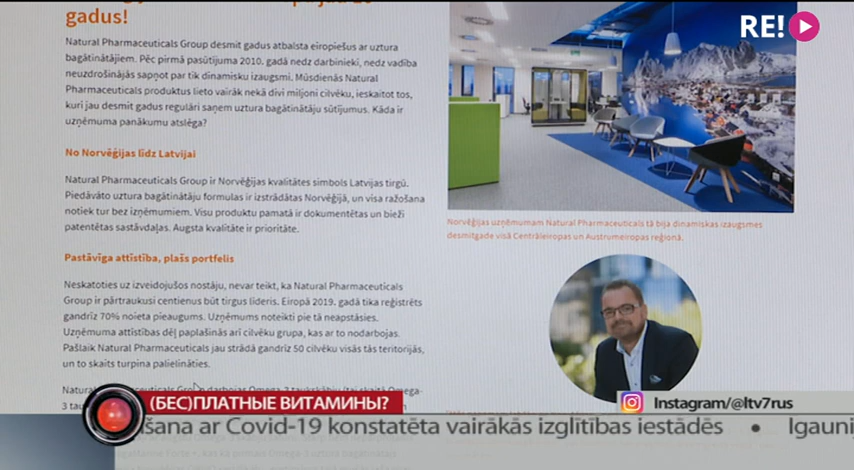 RE!
gadus!
Natural Pharmaceuticals Group desmit gadus atbalsta eiropiešus ar uztura
bagātinātājiem. Pēc pirmā pasūtījuma 2010. gadā nedz darbinieki, nedz vadība
neuzdrošinājās sapņot par tik dinamisku izaugsmi. Mūsdienās Natural
Pharmaceuticals produktus lieto vairāk nekā divi miljoni cilvēku, ieskaitot tos,
kuri jau desmit gadus regulāri saņem uztura bagātinātāju sūtījumus. Kāda ir
uzņēmuma panākumu atslēga?
No Norvēģijas līdz Latvijai
Natural Pharmaceuticals Group ir Norvēģijas kvalitātes simbols Latvijas tirgū.
Piedāvāto uztura bagātinātāju formulas ir izstrādātas Norvēģijā, un visa ražošana
notiek tur bez izņēmumiem. Visu produktu pamatā ir dokumentētas un bieži
patentētas sastāvdaļas. Augsta kvalitāte ir prioritāte.
Pastāvīga attīstība, plašs portfelis
Neskatoties uz izveidojušos nostāju, nevar teikt, ka Natural Pharmaceuticals
Group ir pārtraukusi centienus būt tirgus līderis. Eiropā 2019. gadā tika reģistrēts
gandrīz 70% noieta pieaugums. Uzņēmums noteikti pie tā neapstāsies.
Uzņēmuma attīstības dēļ paplašinās arī cilvēku grupa, kas ar to nodarbojas.
Pašlaik Natural Pharmaceuticals jau strādā gandrīz 50 cilvēku visās tās teritorijās,
un to skaits turpina palielināties.
Norvēģijas uzņēmumam Natural Pharmaceuticals tā bija dinamiskas izaugsmes
desmitgade visā Centrāleiropas un Austrumeiropas reģionā.
(БЕС)ПЛАТНЫЕ ВИТАМИНЫ?
Instagram/@ltv7rus
šana ar Covid-19 konstatēta vairākās izglītības iestādēs • Igaunij